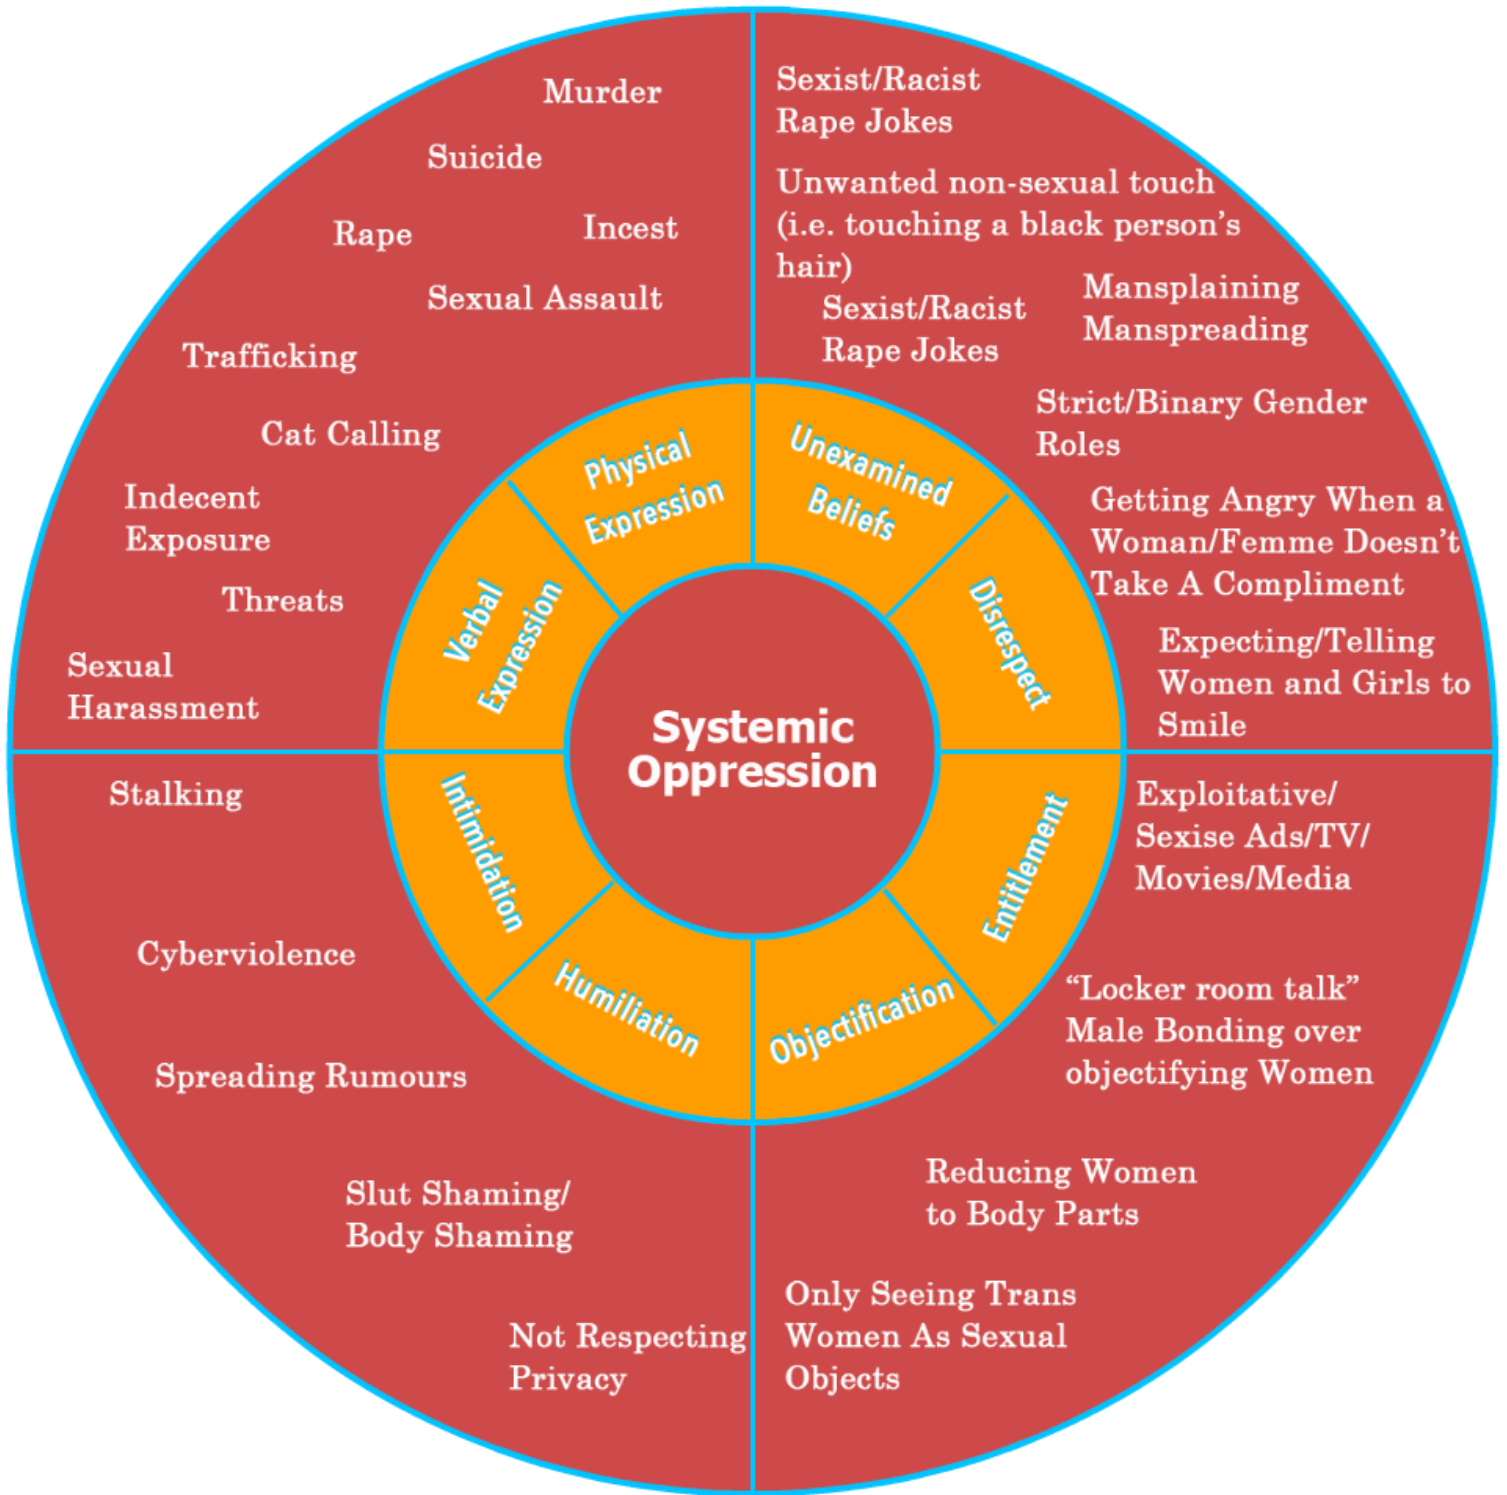 Murder
Suicide
Rape
Incest
Sexual Assault
Trafficking
Cat Calling
Indecent
Exposure
Threats
Sexual
Harassment
Sexist/Racist
Rape Jokes
Unwanted non-sexual touch
(i.e. touching a black person's
hair)
Sexist/Racist
Rape Jokes
Mansplaining
Manspreading
Strict/Binary Gender
Roles
Getting Angry When a
Woman/Femme Doesn't
Take A Compliment
Expecting/Telling
Women and Girls to
Smile
Physical
Expression
Unexamined
Beliefs
Verbal
Expression
Disrespect
Systemic
Oppression
Intimidation
Entitlement
Humiliation
Objectification
Stalking
Cyberviolence
Spreading Rumours
Slut Shaming/
Body Shaming
Not Respecting
Privacy
Exploitative/
Sexise Ads/TV/
Movies/Media
“Locker room talk”
Male Bonding over
objectifying Women
Reducing Women
to Body Parts
Only Seeing Trans
Women As Sexual
Objects